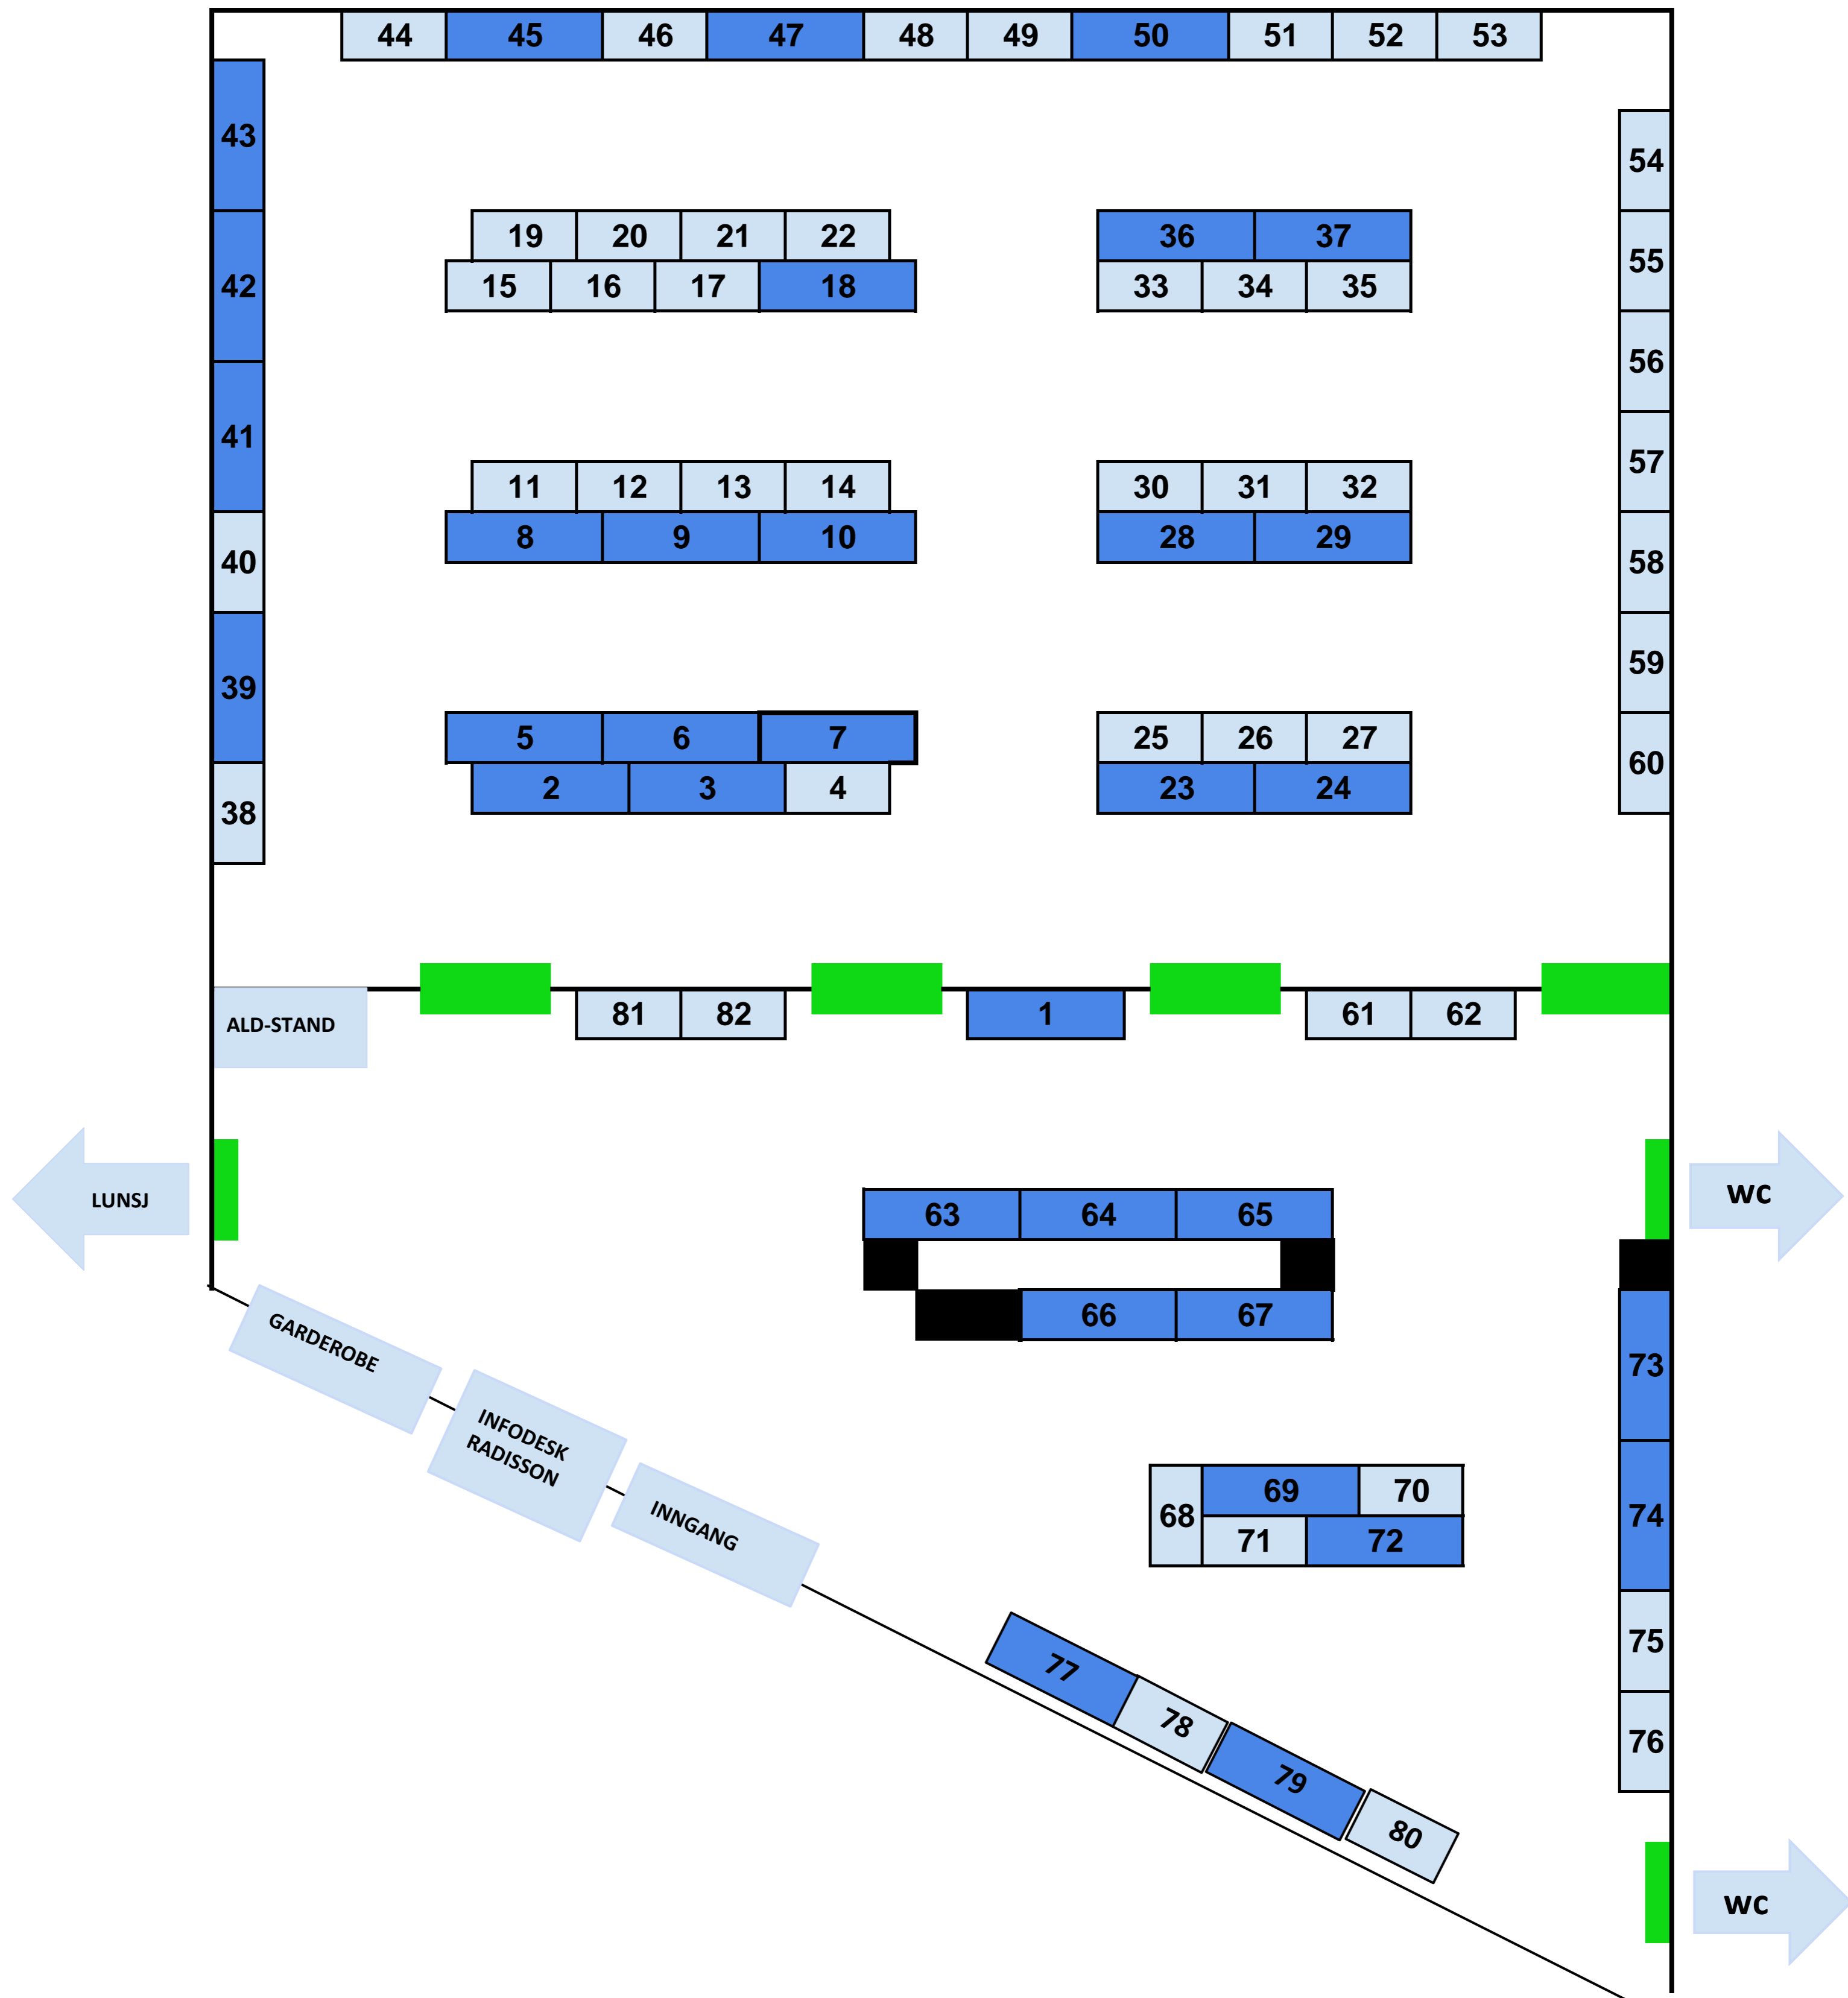 44 45 46 47 48 49 50 51 52 53
43
54
19 20 21 22 36 37
42
55
15 16 17 18 33 34 35
56
41
57
11 12 13 14 30 31 32
8 9 10 28 29
40
58
59
39
5 6 7 25 26 27
60
2 3 4 23 24
38
81 82 1 61 62
ALD-STAND
LUNSJ
WC
63 64 65
66 67
GARDEROBE
73
INFODESK
RADISSON
INNGANG
69 70
68
74
71 72
75
77
78
76
79
80
WC